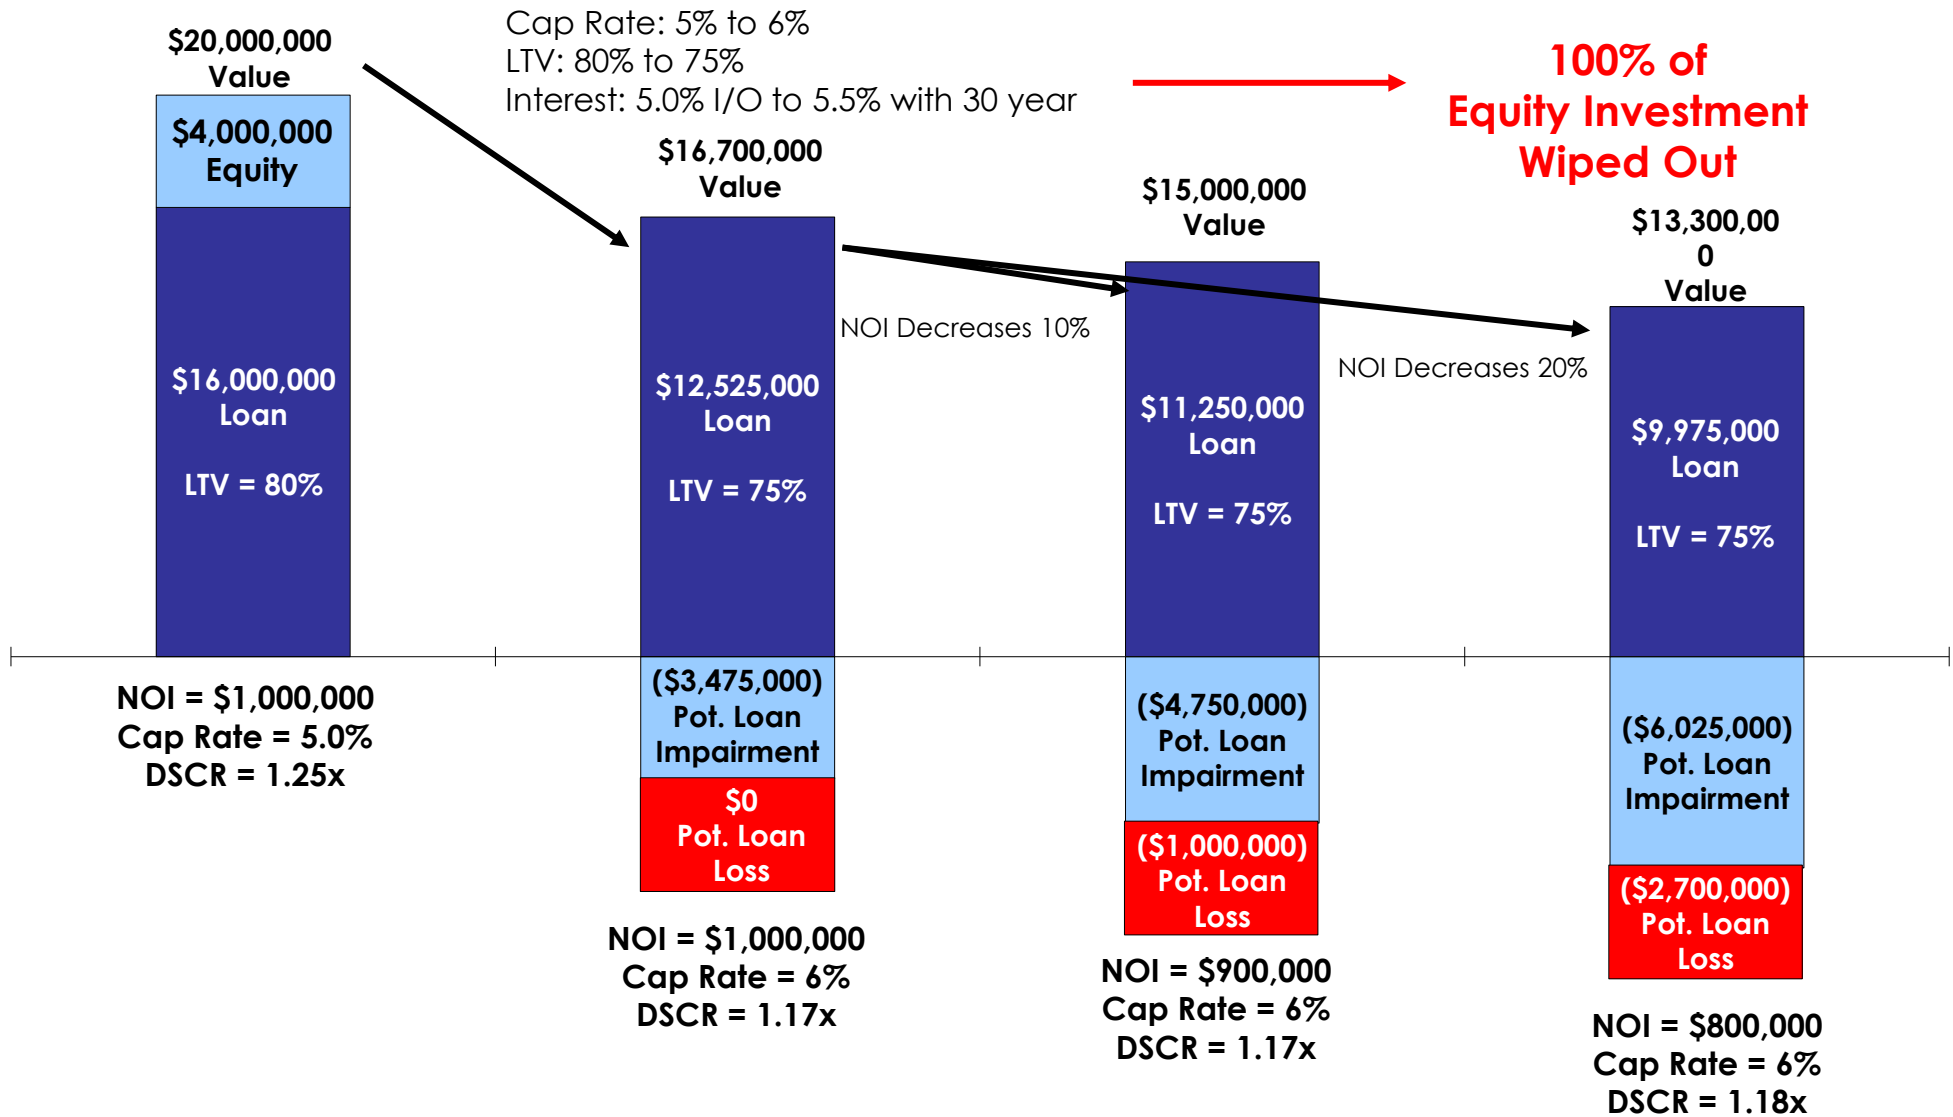 Cap Rate: 5% to 6%
LTV: 80% to 75%
Interest: 5.0% I/O to 5.5% with 30 year
100% of
Equity Investment
Wiped Out
$20,000,000
Value
$4,000,000
Equity
$16,000,000
Loan
LTV = 80%
NOI = $1,000,000
Cap Rate = 5.0%
DSCR = 1.25x
$16,700,000
Value
$12,525,000
Loan
LTV = 75%
($3,475,000)
Pot. Loan
Impairment
$0
Pot. Loan
Loss
NOI = $1,000,000
Cap Rate = 6%
DSCR = 1.17x
NOI Decreases 10%
$15,000,000
Value
$11,250,000
Loan
LTV = 75%
($4,750,000)
Pot. Loan
Impairment
($1,000,000)
Pot. Loan
Loss
NOI = $900,000
Cap Rate = 6%
DSCR = 1.17x
NOI Decreases 20%
$13,300,00
0
Value
$9,975,000
Loan
LTV = 75%
($6,025,000)
Pot. Loan
Impairment
($2,700,000)
Pot. Loan
Loss
NOI = $800,000
Cap Rate = 6%
DSCR = 1.18x